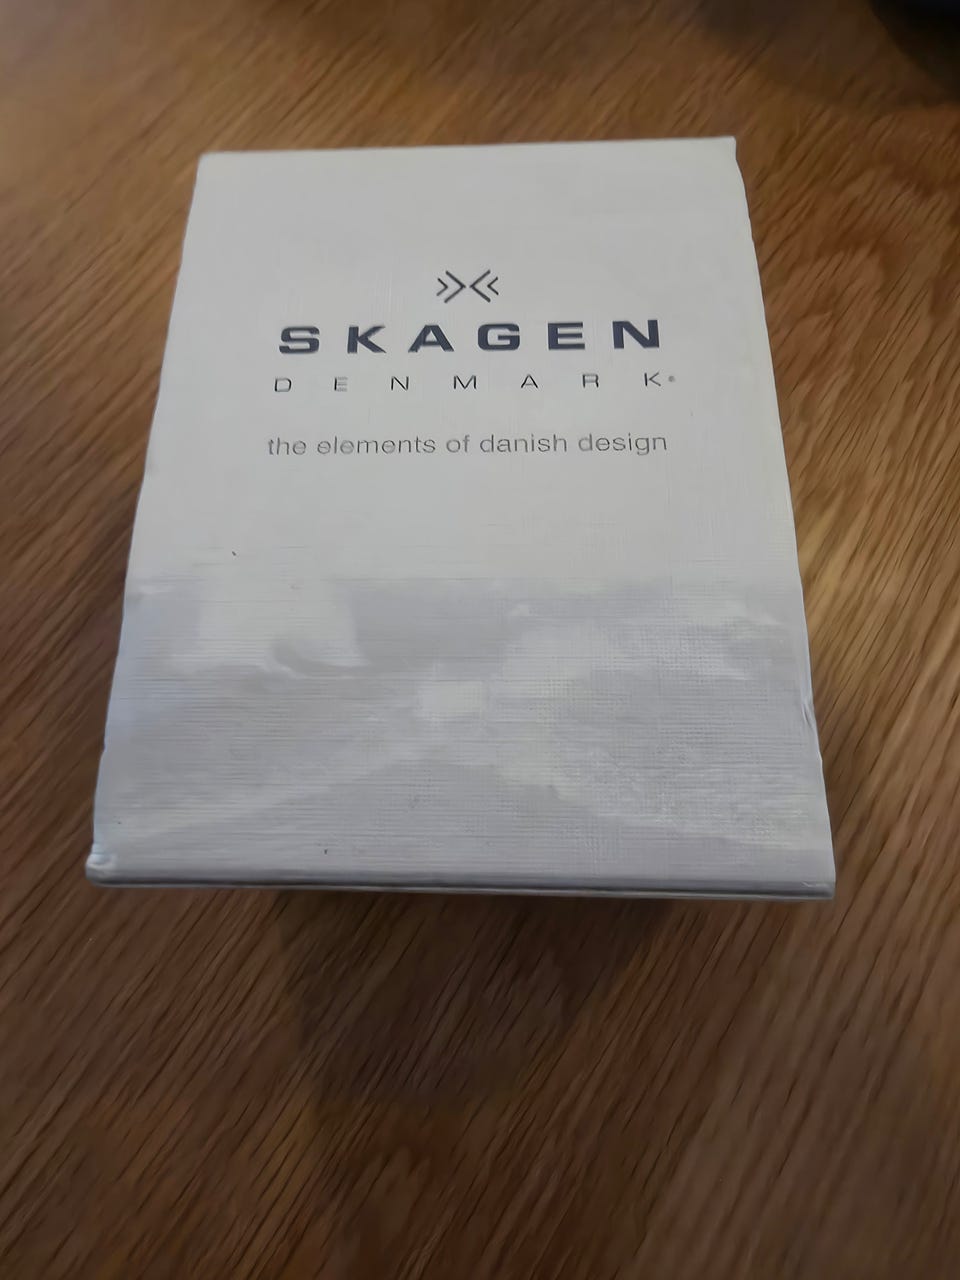 SKAGEN
DENMARK®
the elements of danish design